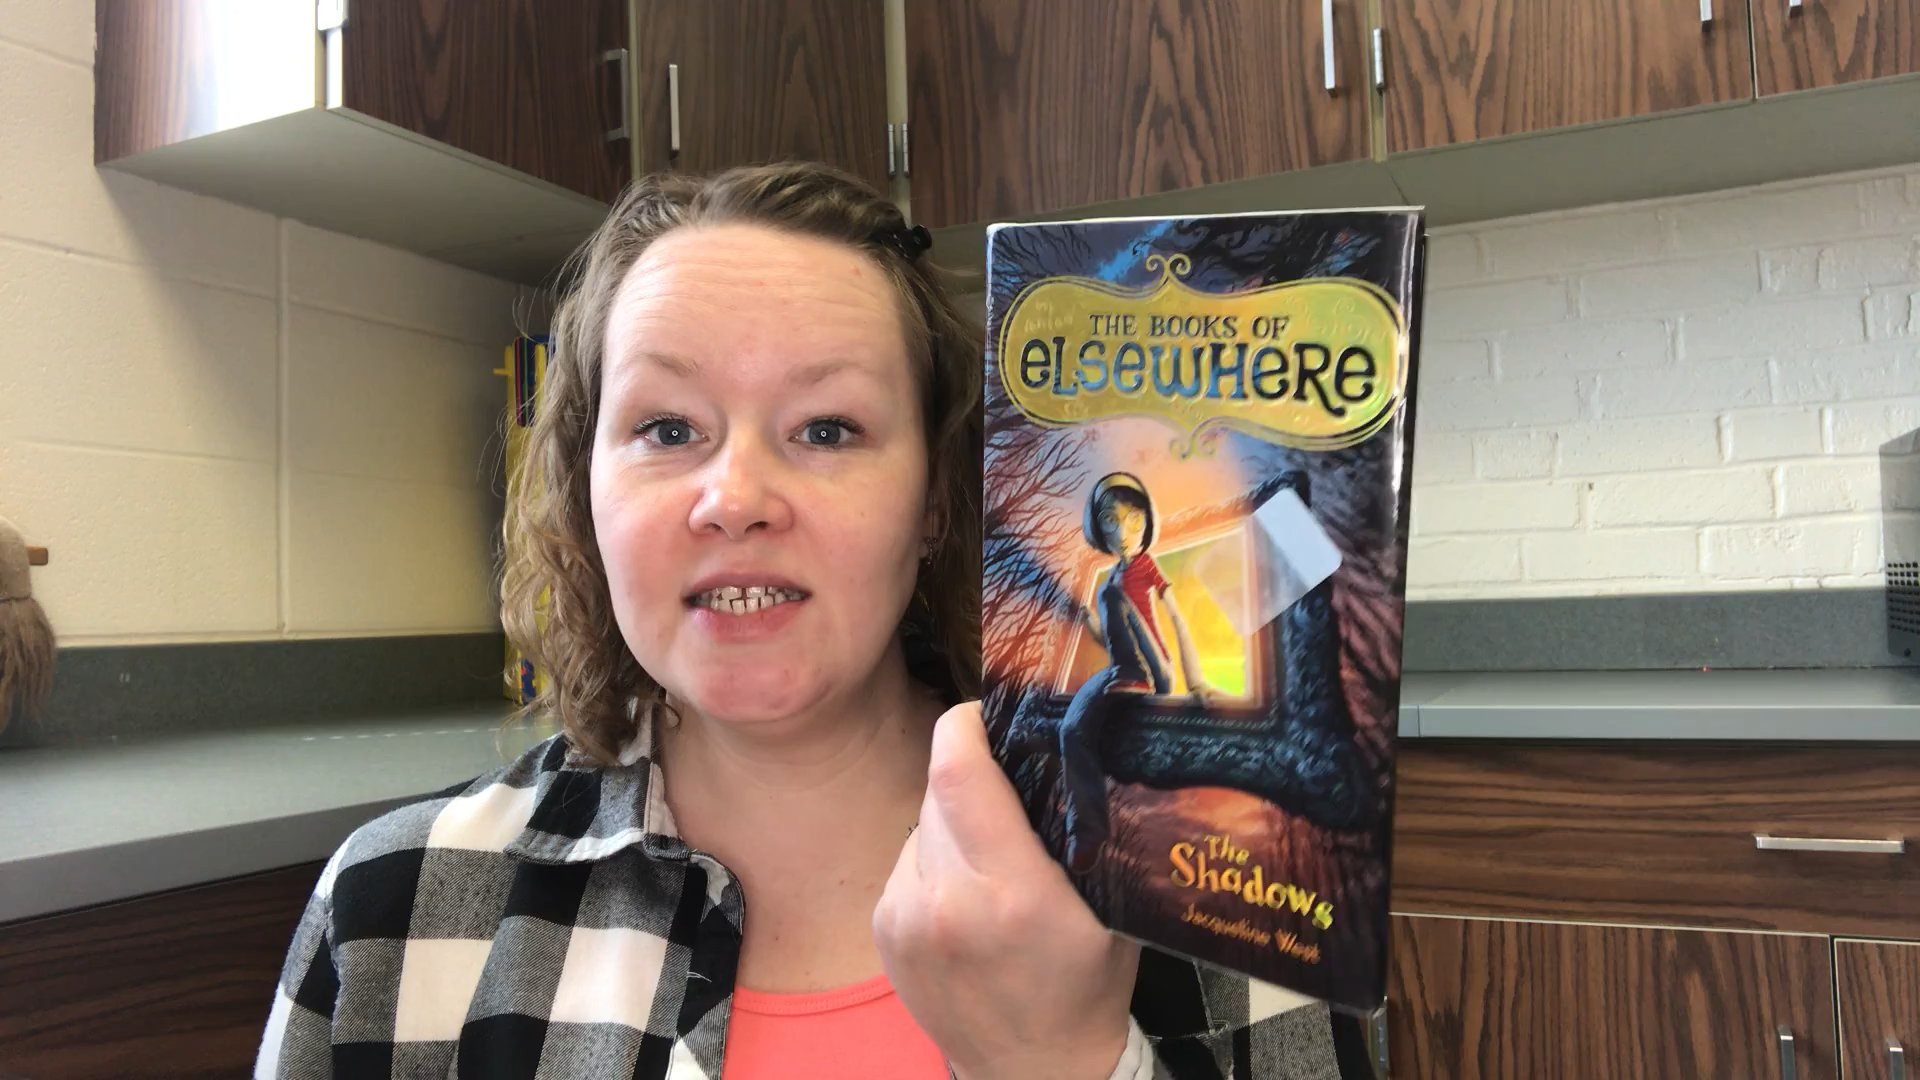 THE BOOKS OF
ELSEWHERE
The
Shadows
Jacqueline West